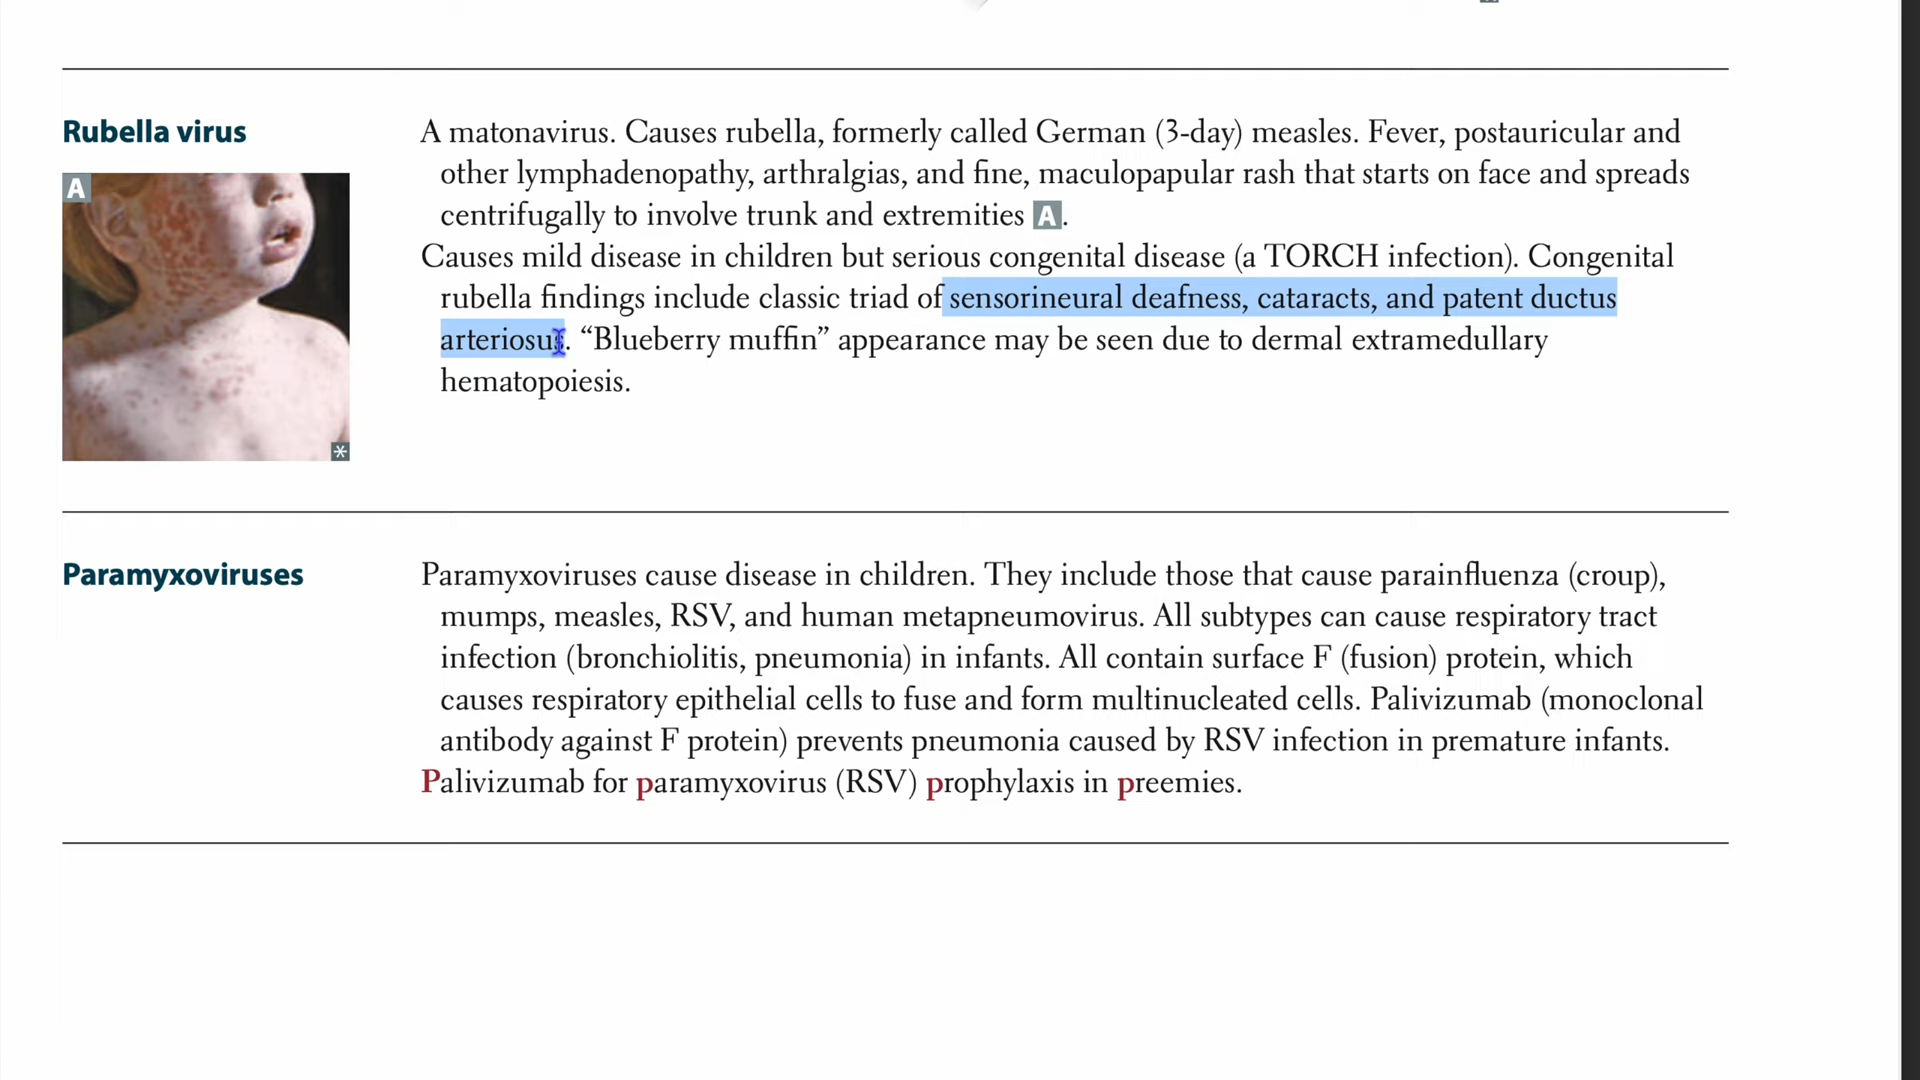 Rubella virus
A
*
A matonavirus. Causes rubella, formerly called German (3-day) measles. Fever, postauricular and
other lymphadenopathy, arthralgias, and fine, maculopapular rash that starts on face and spreads
centrifugally to involve trunk and extremities A.
Causes mild disease in children but serious congenital disease (a TORCH infection). Congenital
rubella findings include classic triad of sensorineural deafness, cataracts, and patent ductus
arteriosus. “Blueberry muffin” appearance may be seen due to dermal extramedullary
hematopoiesis.
Paramyxoviruses
Paramyxoviruses cause disease in children. They include those that cause parainfluenza (croup),
mumps, measles, RSV, and human metapneumovirus. All subtypes can cause respiratory tract
infection (bronchiolitis, pneumonia) in infants. All contain surface F (fusion) protein, which
causes respiratory epithelial cells to fuse and form multinucleated cells. Palivizumab (monoclonal
antibody against F protein) prevents pneumonia caused by RSV infection in premature infants.
Palivizumab for paramyxovirus (RSV) prophylaxis in preemies.